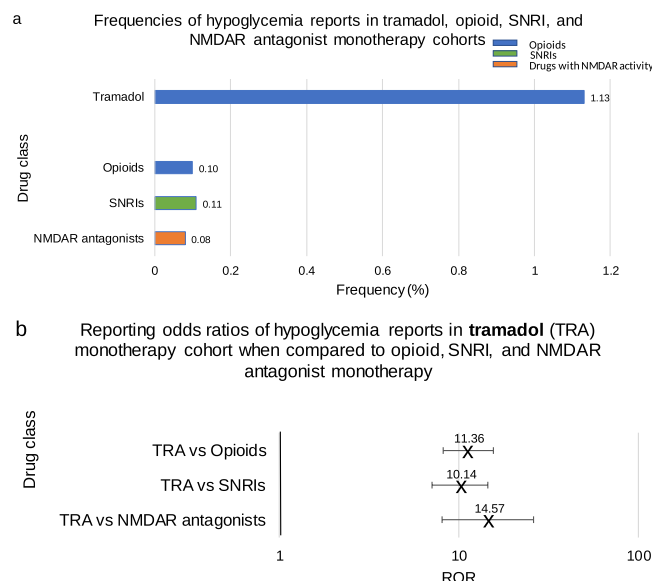 a
Frequencies of hypoglycemia reports in tramadol, opioid, SNRI, and
NMDAR antagonist monotherapy cohorts
Opioids
SNRIs
Drugs with NMDAR activity
Drug class
Tramadol
1.13
Opioids
0.10
SNRIs
0.11
NMDAR antagonists
0.08
0 0.2 0.4 0.6 0.8 1 1.2
Frequency (%)
b
Reporting odds ratios of hypoglycemia reports in tramadol (TRA)
monotherapy cohort when compared to opioid, SNRI, and NMDAR
antagonist monotherapy
Drug class
TRA vs Opioids
11.36
TRA vs SNRIs
10.14
TRA vs NMDAR antagonists
14.57
1 10 100
ROR